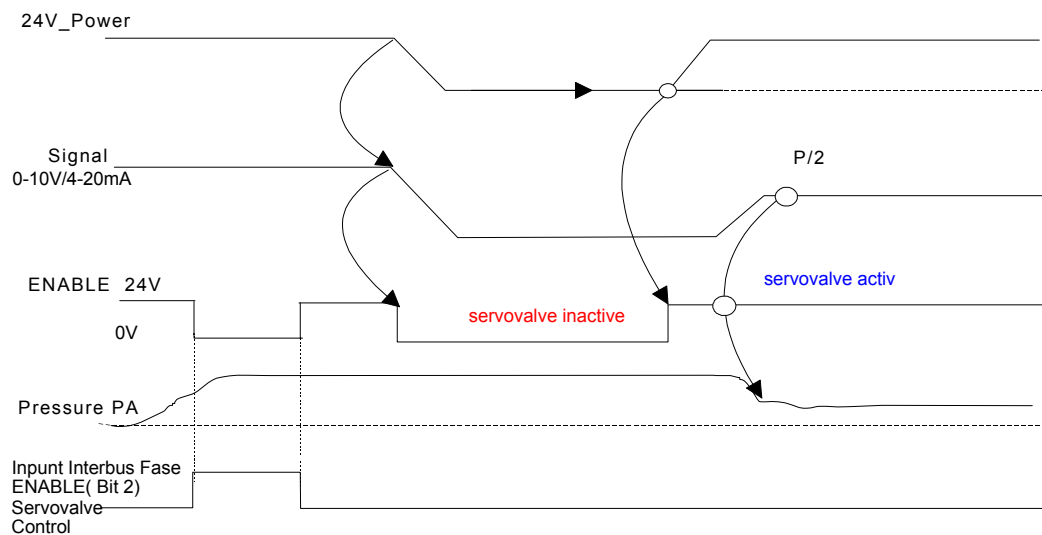 24V_Power
Signal
0-10V/4-20mA
P/2
ENABLE 24V
servovalve activ
servovalve inactive
0V
Pressure PA
Inpunt Interbus Fase
ENABLE( Bit 2)
Servovalve
Control